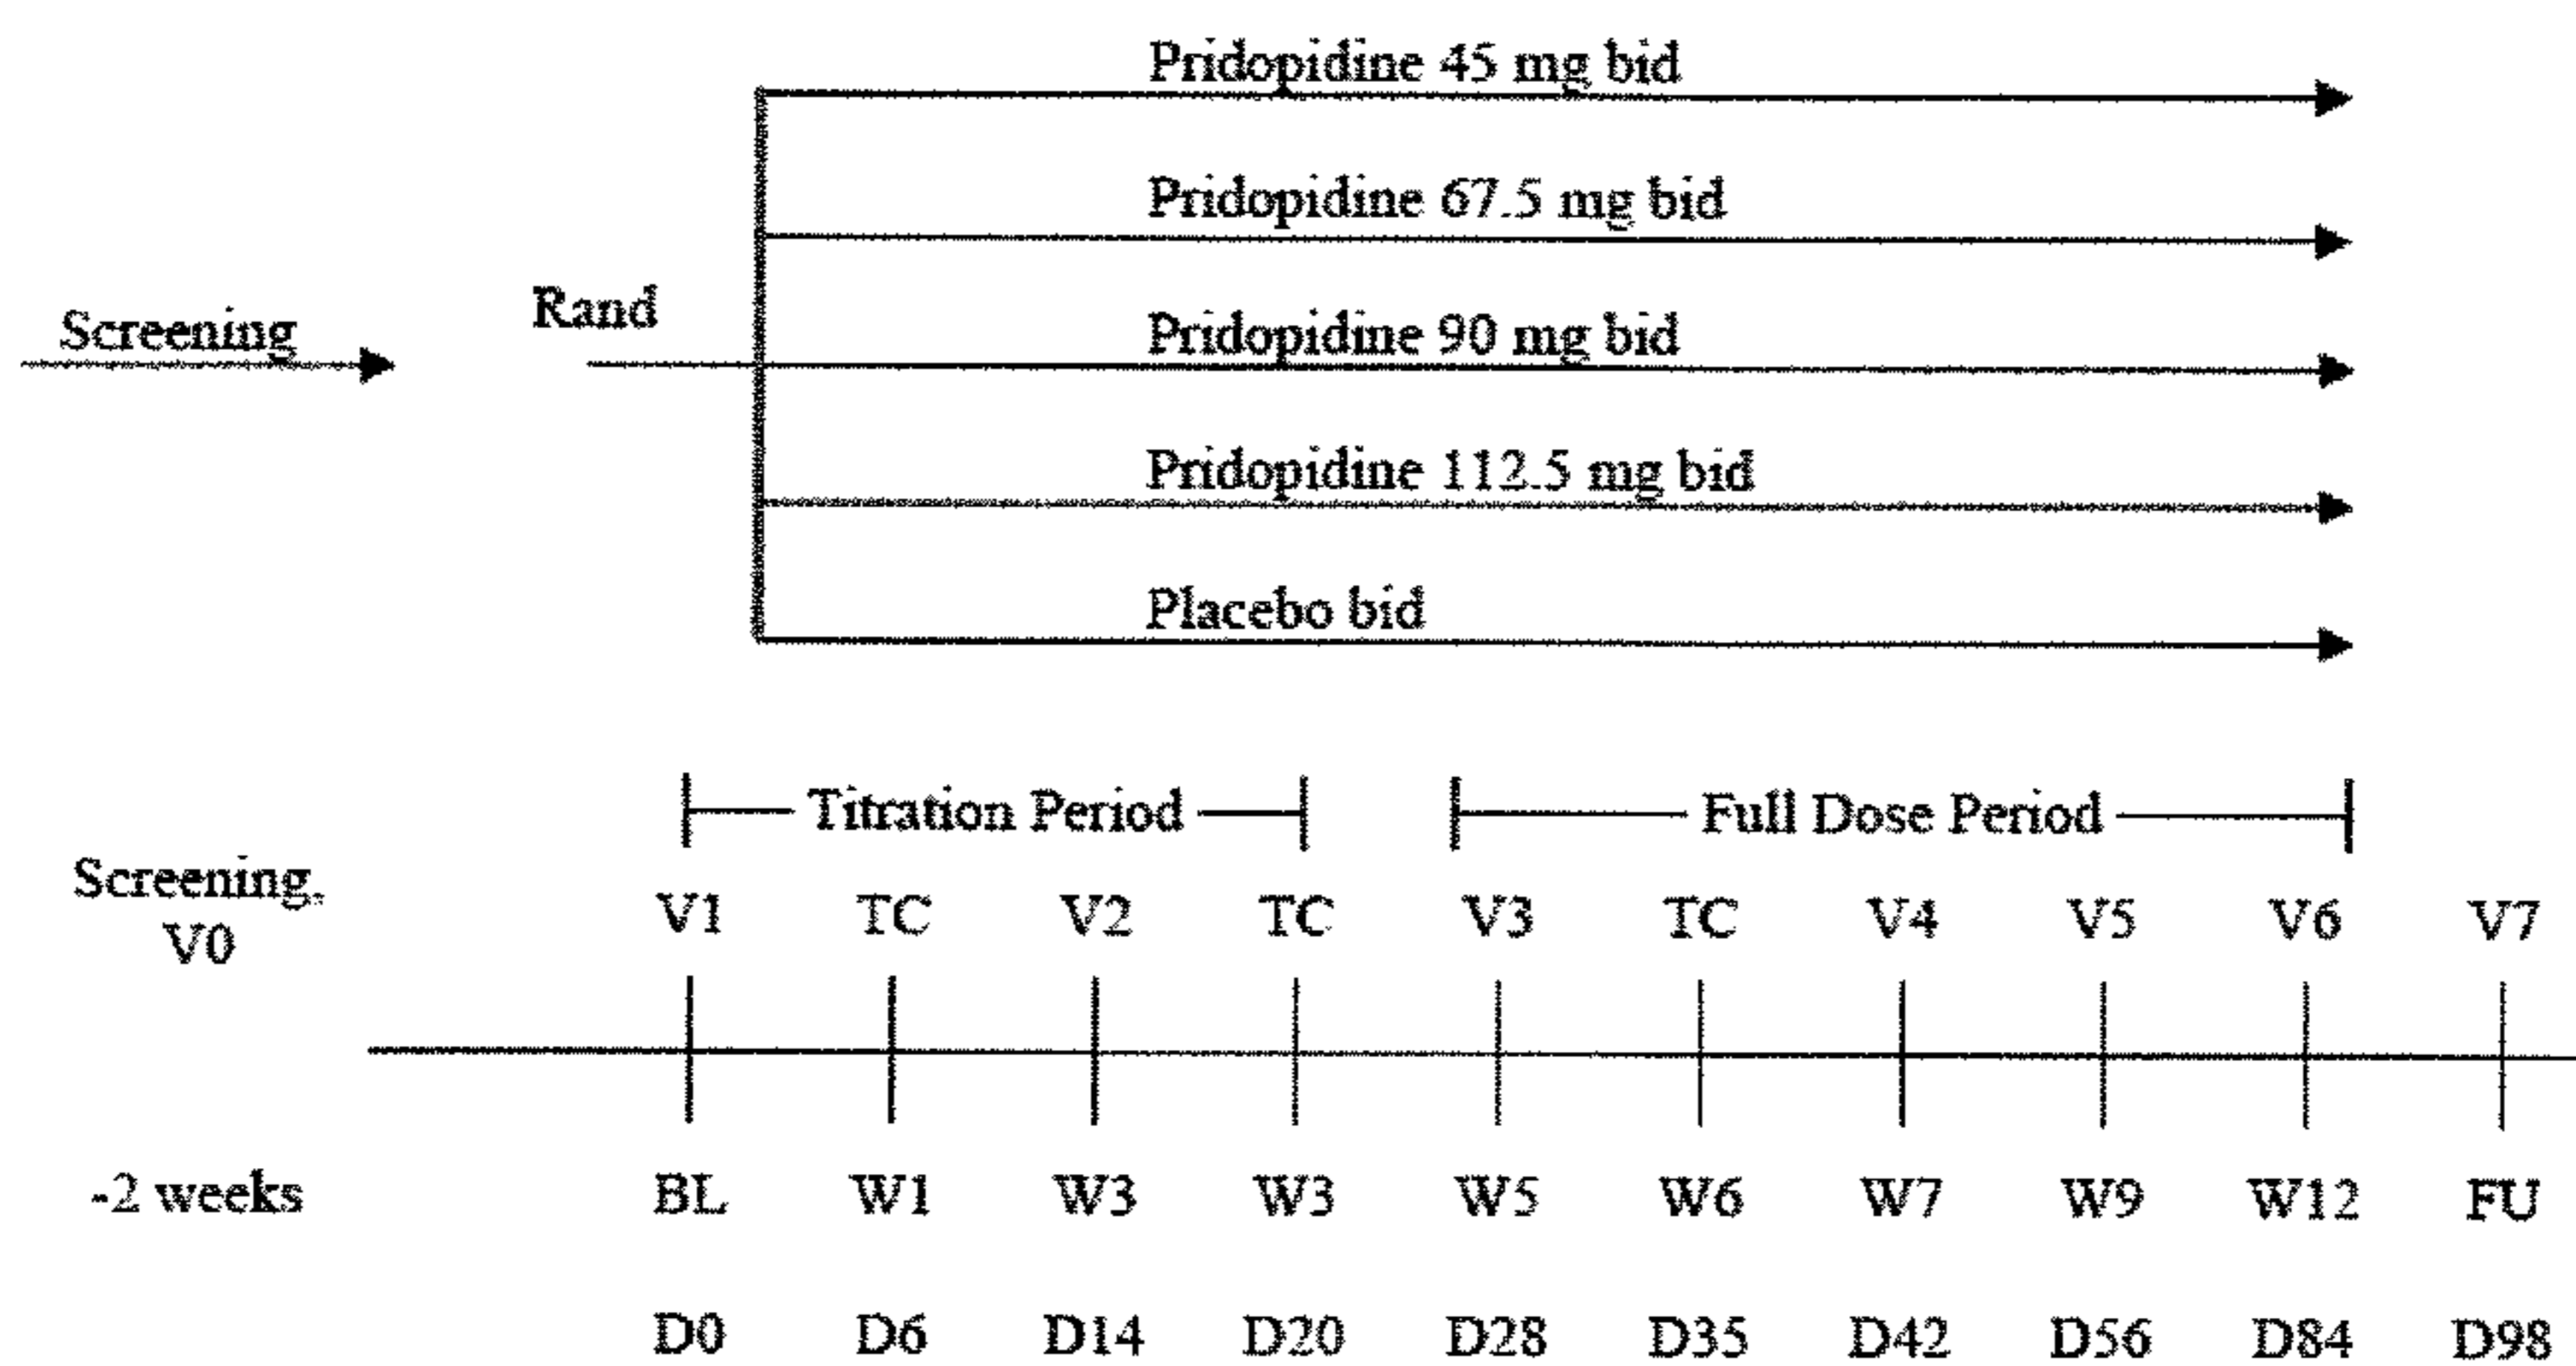 Pridopidine 45 mg bid
Pridopidine 67.5 mg bid
Rand
Screening
Pridopidine 90 mg bid
Pridopidine 112.5 mg bid
Placebo bid
Titration Period
Full Dose Period
Screening,
V0
V1 TC V2 TC V3 TC V4 V5 V6 V7
-2 weeks BL W1 W3 W3 W5 W6 W7 W9 W12 FU
D0 D6 D14 D20 D28 D35 D42 D56 D84 D98